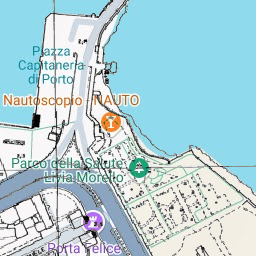 Piazza
Capitaneria
di Porto
Nautoscopio - NAUTO
Parco della Salute
Livia Morello
Porta Felice